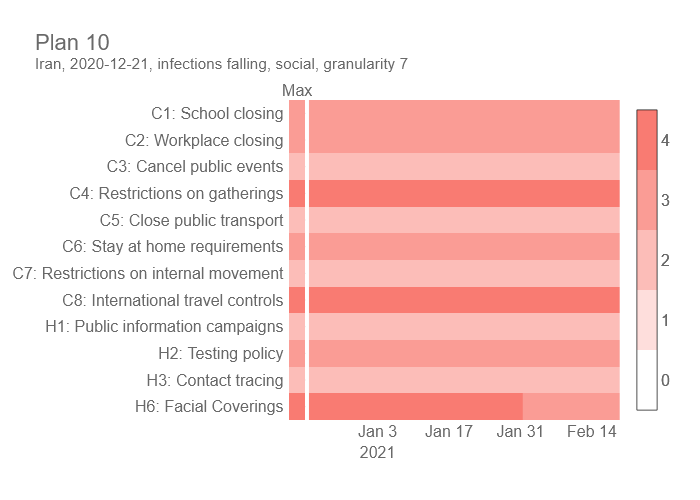 Plan 10
Iran, 2020-12-21, infections falling, social, granularity 7
Max
C1: School closing
C2: Workplace closing
C3: Cancel public events
C4: Restrictions on gatherings
C5: Close public transport
C6: Stay at home requirements
C7: Restrictions on internal movement
C8: International travel controls
H1: Public information campaigns
H2: Testing policy
H3: Contact tracing
H6: Facial Coverings
Jan 3 Jan 17 Jan 31 Feb 14
2021
4
3
2
1
0